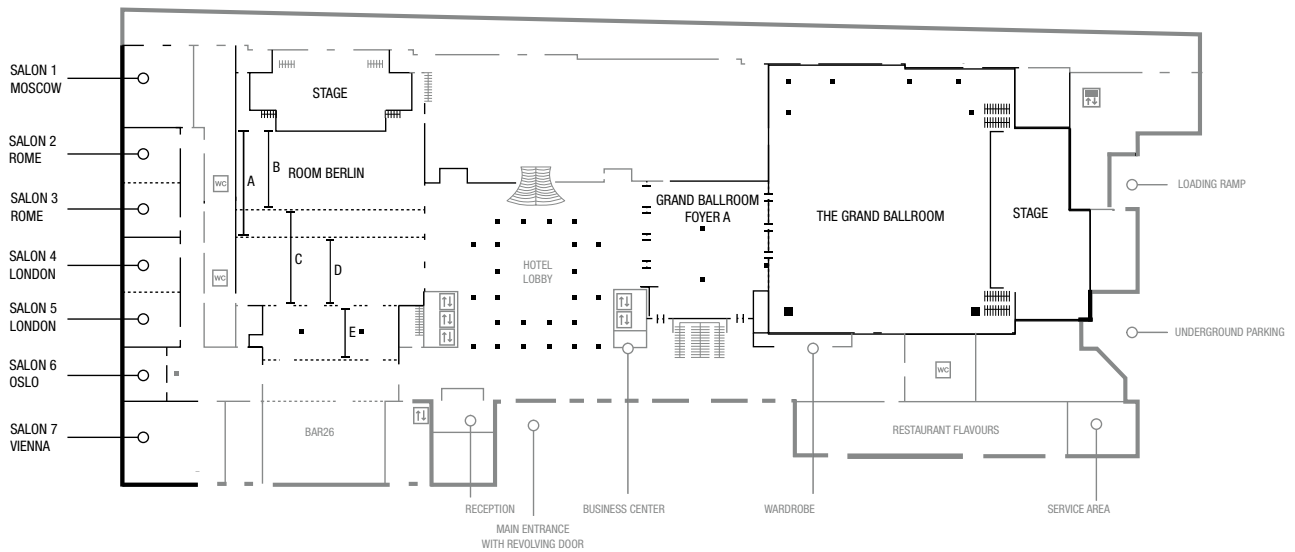 SALON 1
MOSCOW
SALON 2
ROME
SALON 3
ROME
SALON 4
LONDON
SALON 5
LONDON
SALON 6
OSLO
SALON 7
VIENNA
STAGE
WC
A
B
ROOM BERLIN
C
D
WC
E
BAR26
HOTEL
LOBBY
GRAND BALLROOM
FOYER A
THE GRAND BALLROOM
STAGE
LOADING RAMP
UNDERGROUND PARKING
WC
RESTAURANT FLAVOURS
RECEPTION
MAIN ENTRANCE
WITH REVOLVING DOOR
BUSINESS CENTER
WARDROBE
SERVICE AREA